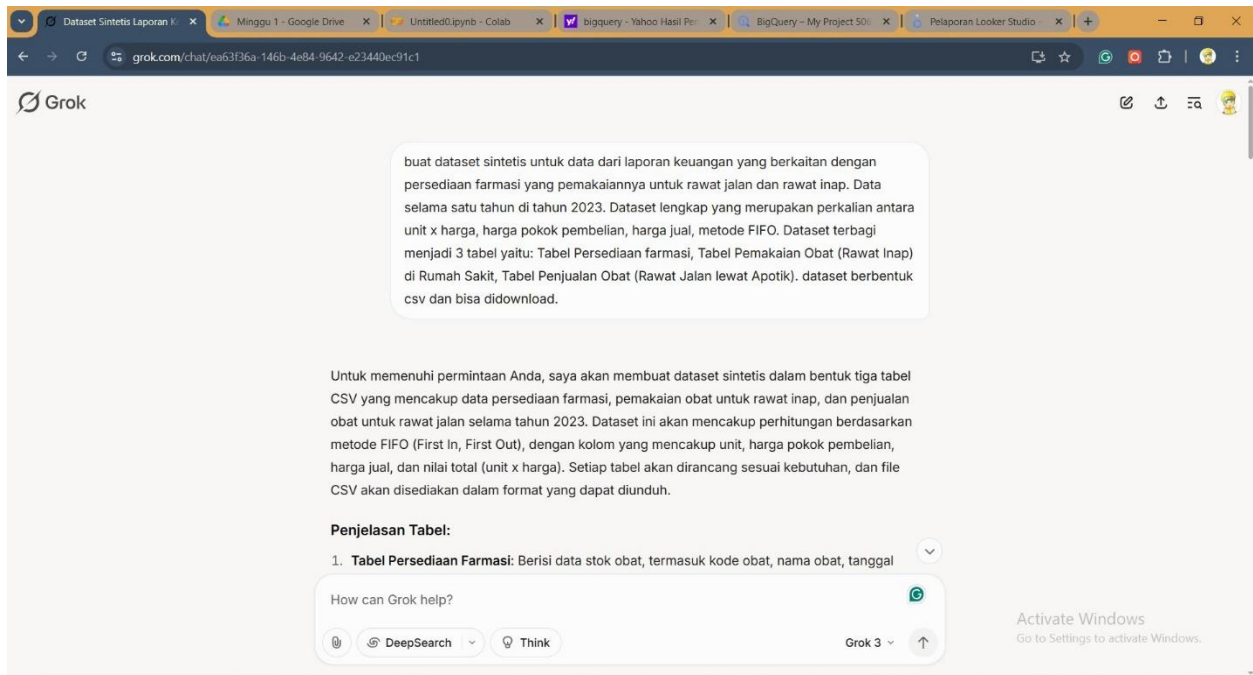 Dataset Sintetis Laporan K
Minggu 1 - Google Drive
Untitled0.ipynb - Colab
bigquery - Yahoo Hasil Pen
BigQuery – My Project 506
Pelaporan Looker Studio -
grok.com/chat/ea63f36a-146b-4e84-9642-e23440ec91c1
Grok
buat dataset sintetis untuk data dari laporan keuangan yang berkaitan dengan
persediaan farmasi yang pemakaiannya untuk rawat jalan dan rawat inap. Data
selama satu tahun di tahun 2023. Dataset lengkap yang merupakan perkalian antara
unit x harga, harga pokok pembelian, harga jual, metode FIFO. Dataset terbagi
menjadi 3 tabel yaitu: Tabel Persediaan farmasi, Tabel Pemakaian Obat (Rawat Inap)
di Rumah Sakit, Tabel Penjualan Obat (Rawat Jalan lewat Apotik). dataset berbentuk
csv dan bisa didownload.
Untuk memenuhi permintaan Anda, saya akan membuat dataset sintetis dalam bentuk tiga tabel
CSV yang mencakup data persediaan farmasi, pemakaian obat untuk rawat inap, dan penjualan
obat untuk rawat jalan selama tahun 2023. Dataset ini akan mencakup perhitungan berdasarkan
metode FIFO (First In, First Out), dengan kolom yang mencakup unit, harga pokok pembelian,
harga jual, dan nilai total (unit x harga). Setiap tabel akan dirancang sesuai kebutuhan, dan file
CSV akan disediakan dalam format yang dapat diunduh.
Penjelasan Tabel:
1. Tabel Persediaan Farmasi: Berisi data stok obat, termasuk kode obat, nama obat, tanggal
How can Grok help?
DeepSearch
Think
Grok 3
Activate Windows
Go to Settings to activate Windows.